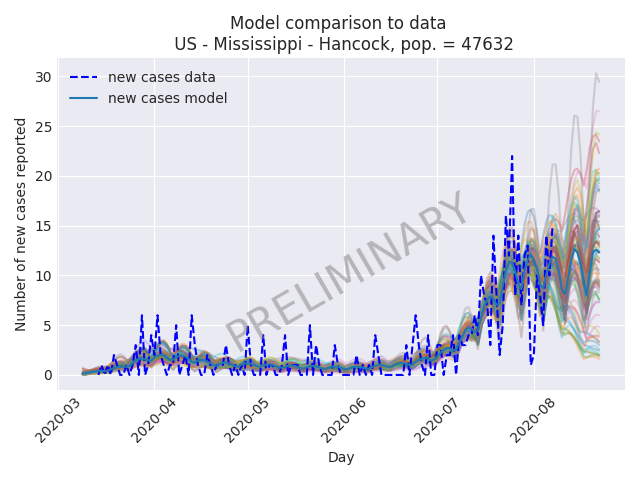 Model comparison to data
US - Mississippi - Hancock, pop. = 47632
new cases data
new cases model
PRELIMINARY
Number of new cases reported
30
25
20
15
10
5
0
2020-03
2020-04
2020-05
2020-06
2020-07
2020-08
Day